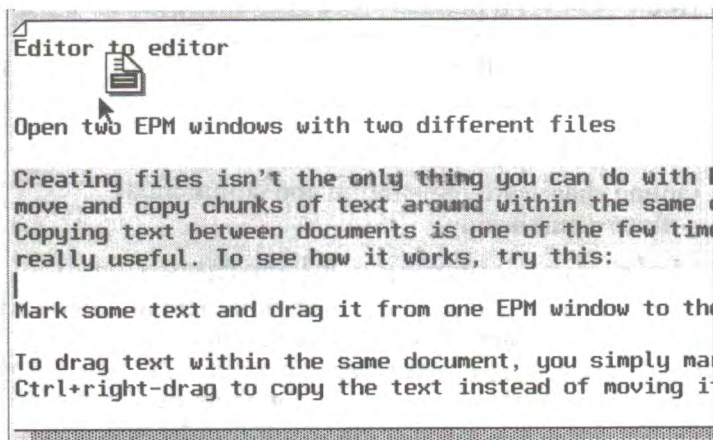 Editor to editor
Open two EPM windows with two different files
Creating files isn't the only thing you can do with
move and copy chunks of text around within the same
Copying text between documents is one of the few time
really useful. To see how it works, try this:
Mark some text and drag it from one EPM window to the
To drag text within the same document, you simply mar
Ctrl+right-drag to copy the text instead of moving it